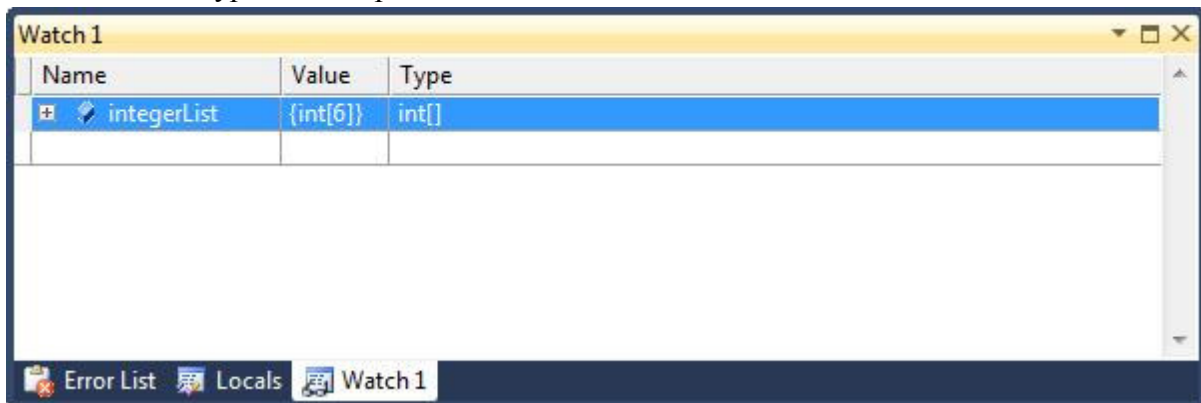 Watch 1
Name Value Type
integerList {int[6]} int[]
Error List Locals Watch 1